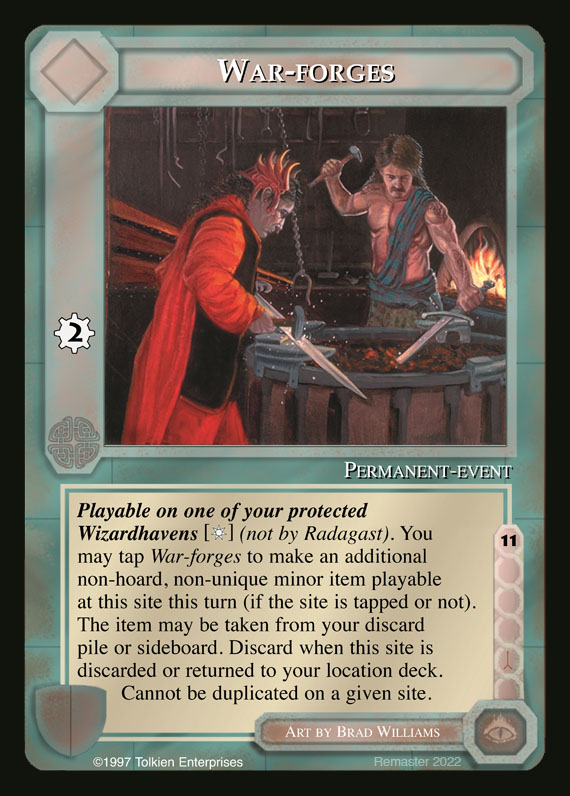 War-forges
2
Permanent-event
Playable on one of your protected
Wizardhavens [☼] (not by Radagast). You
may tap War-forges to make an additional
non-hoard, non-unique minor item playable
at this site this turn (if the site is tapped or not).
The item may be taken from your discard
pile or sideboard. Discard when this site is
discarded or returned to your location deck.
Cannot be duplicated on a given site.
11
Art by Brad Williams
©1997 Tolkien Enterprises
Remaster 2022